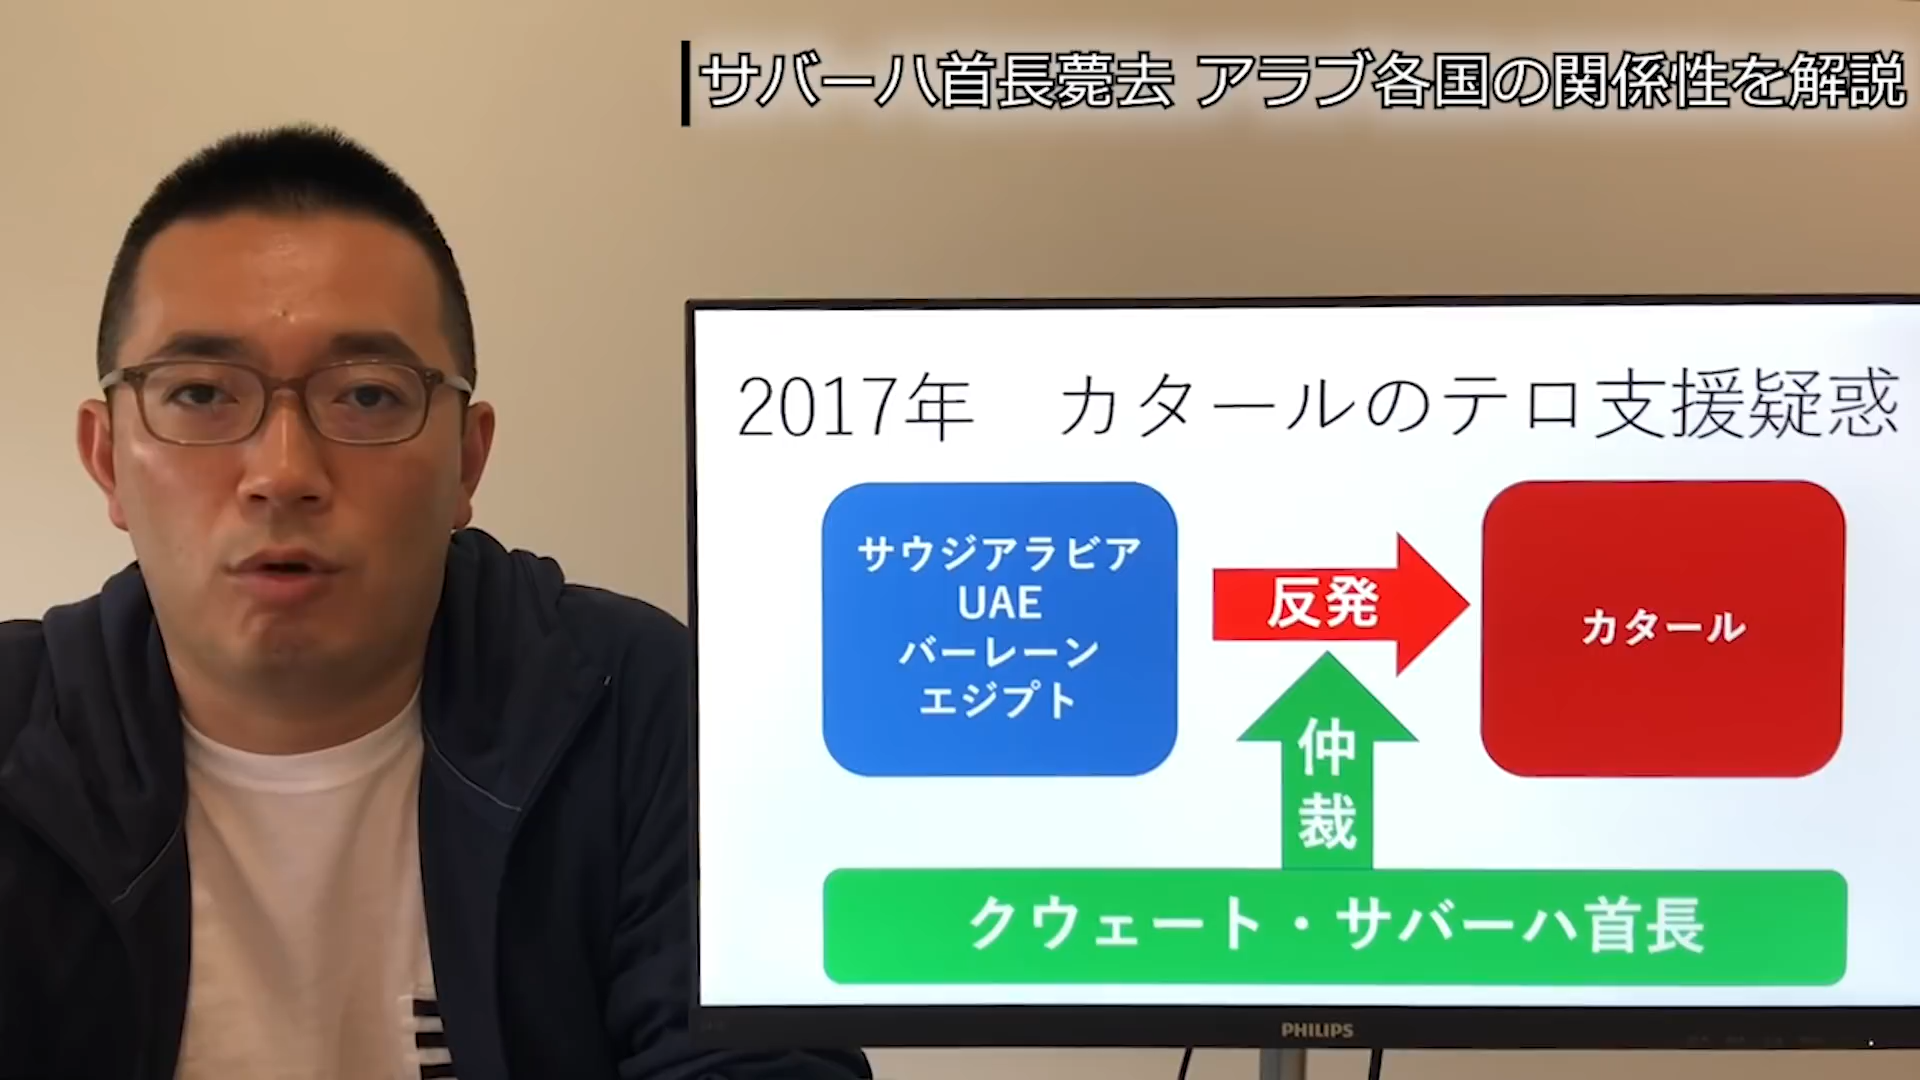 サバーハ首長薨去 アラブ各国の関係性を解説
2017年 カタールのテロ支援疑惑
サウジアラビア
UAE
バーレーン
エジプト
反発
カタール
仲裁
クウェート・サバーハ首長
PHILIPS